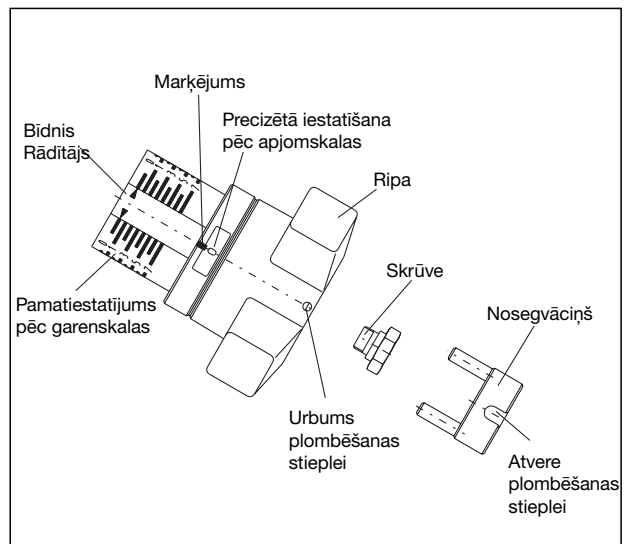 Marķējums
Bīdnis
Rādītājs
Precizētā iestatīšana
pēc apjomskalas
Ripa
Skrūve
Nosegvāciņš
Pamatiestatījums
pēc garenskalas
Urbums
plombēšanas
stieplei
Atvere
plombēšanas
stieplei